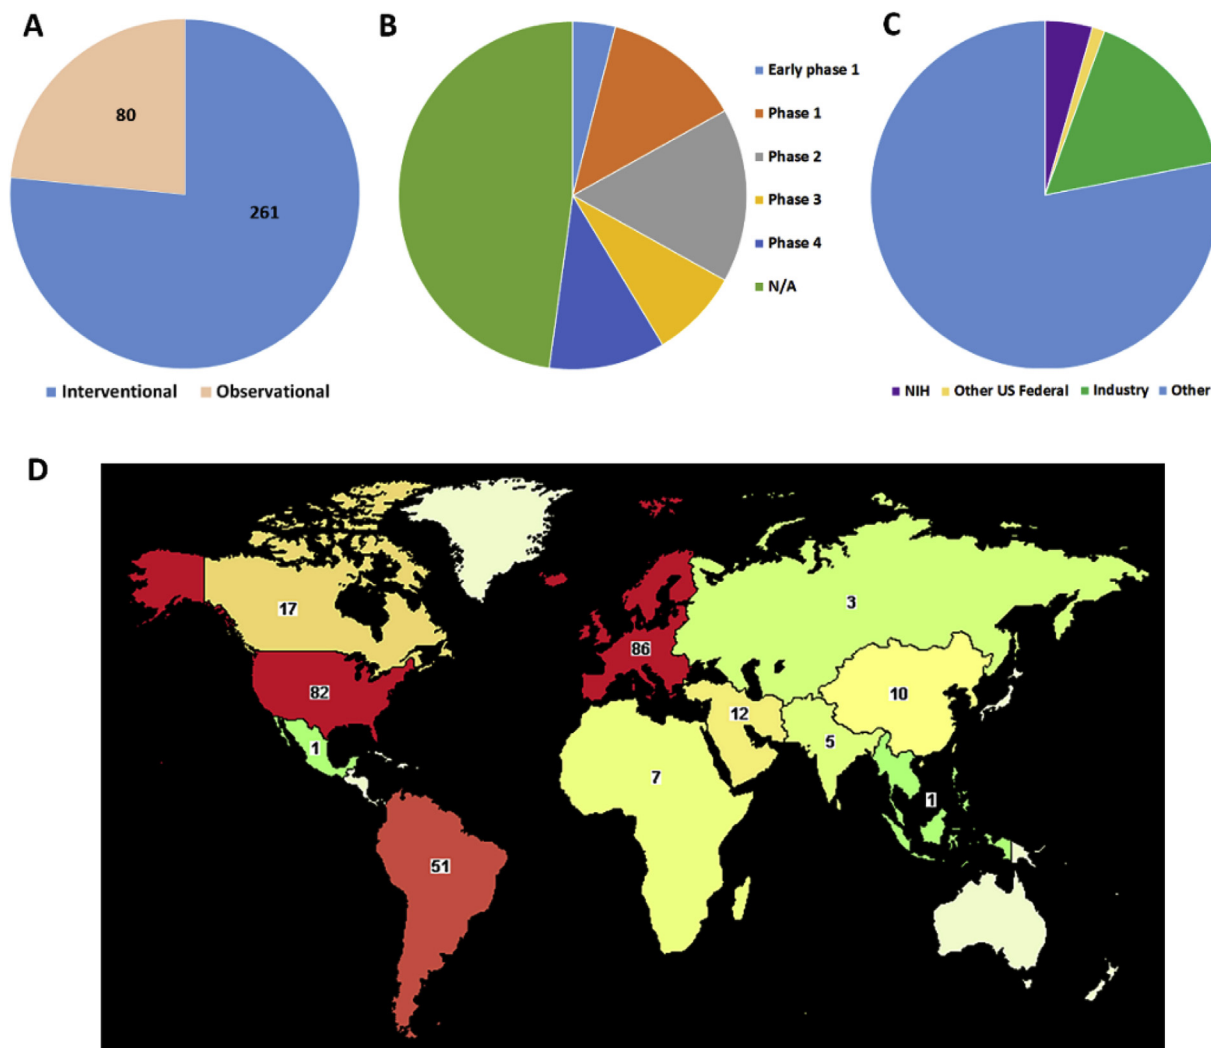 A
B
C
80
261
Early phase 1
Phase 1
Phase 2
Phase 3
Phase 4
N/A
Interventional Observational
NIH Other US Federal Industry Other
D
17
3
86
82
10
12
1
5
7
1
51